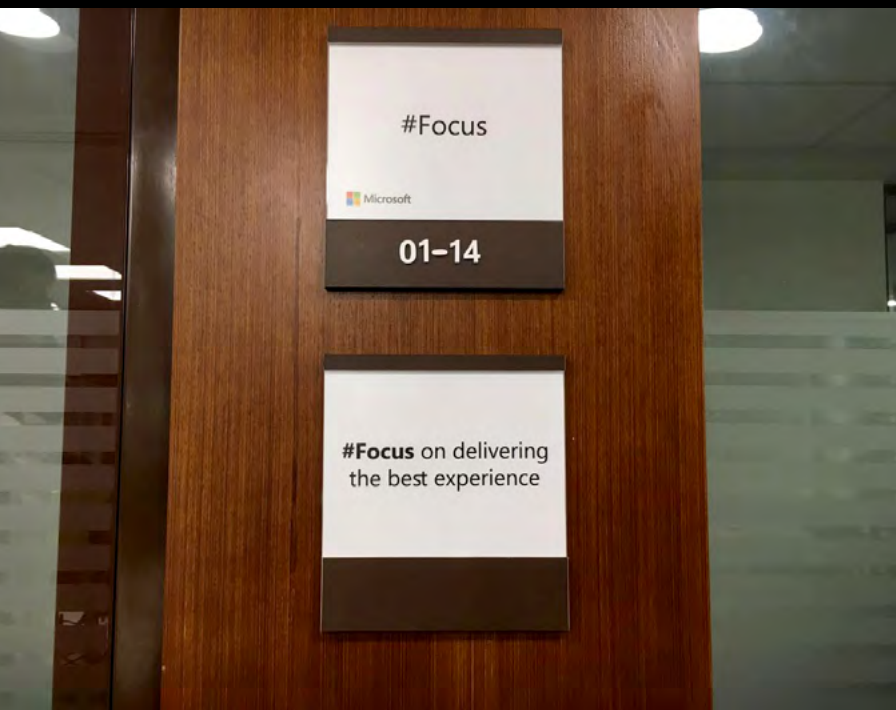 #Focus
Microsoft
01-14
#Focus on delivering
the best experience